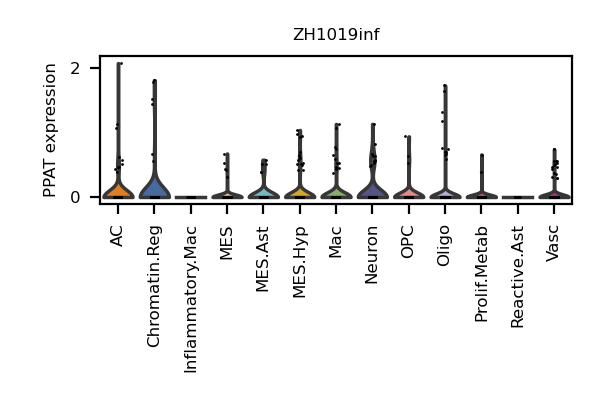 ZH1019inf
PPAT expression
2
0
AC
Chromatin.Reg
Inflammatory.Mac
MES
MES.Ast
MES.Hyp
Mac
Neuron
OPC
Oligo
Prolif.Metab
Reactive.Ast
Vasc